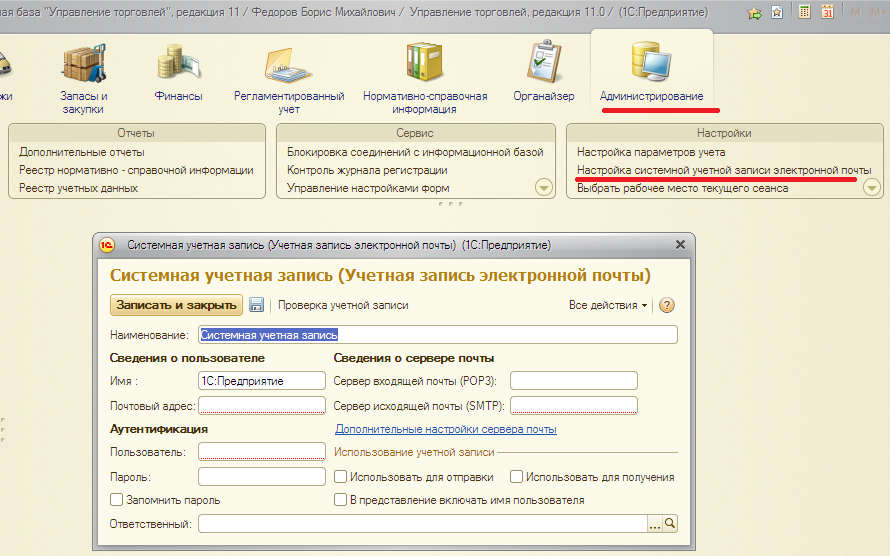 ая база "Управление торговлей", редакция 11 / Федоров Борис Михайлович / Управление торговлей, редакция 11.0 / (1С:Предприятие)
31 M M+
жи
Запасы и закупки
Финансы
Регламентированный учет
Нормативно-справочная информация
Органайзер
Администрирование
Отчеты
Дополнительные отчеты
Реестр нормативно - справочной информации
Реестр учетных данных
Сервис
Блокировка соединений с информационной базой
Контроль журнала регистрации
Управление настройками форм
Настройки
Настройка параметров учета
Настройка системной учетной записи электронной почты
Выбрать рабочее место текущего сеанса
1С Системная учетная запись (Учетная запись электронной почты) (1С:Предприятие)
Системная учетная запись (Учетная запись электронной почты)
Записать и закрыть
Проверка учетной записи
Все действия
?
Наименование: Системная учетная запись
Сведения о пользователе
Сведения о сервере почты
Имя : 1С:Предприятие
Сервер входящей почты (POP3):
Почтовый адрес:
Сервер исходящей почты (SMTP):
Аутентификация
Дополнительные настройки сервера почты
Пользователь:
Использование учетной записи
Пароль:
Использовать для отправки
Использовать для получения
Запомнить пароль
В представление включать имя пользователя
Ответственный:
...